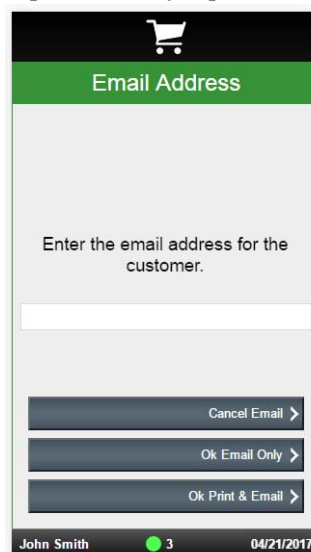 Email Address
Enter the email address for the
customer.
Cancel Email
Ok Email Only
Ok Print & Email
John Smith 3 04/21/2017